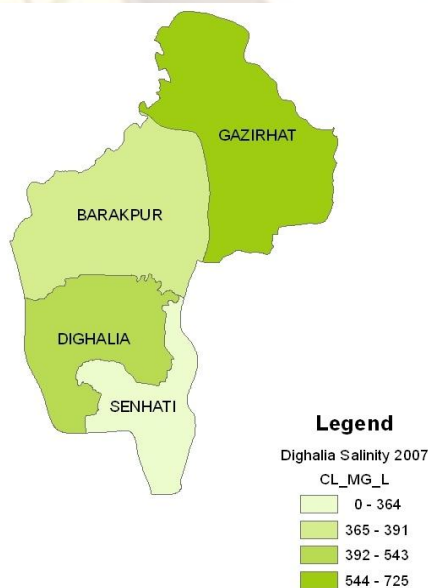 GAZIRHAT
BARAKPUR
DIGHALIA
SENHATI
Legend
Dighalia Salinity 2007
CL_MG_L
0 - 364
365 - 391
392 - 543
544 - 725